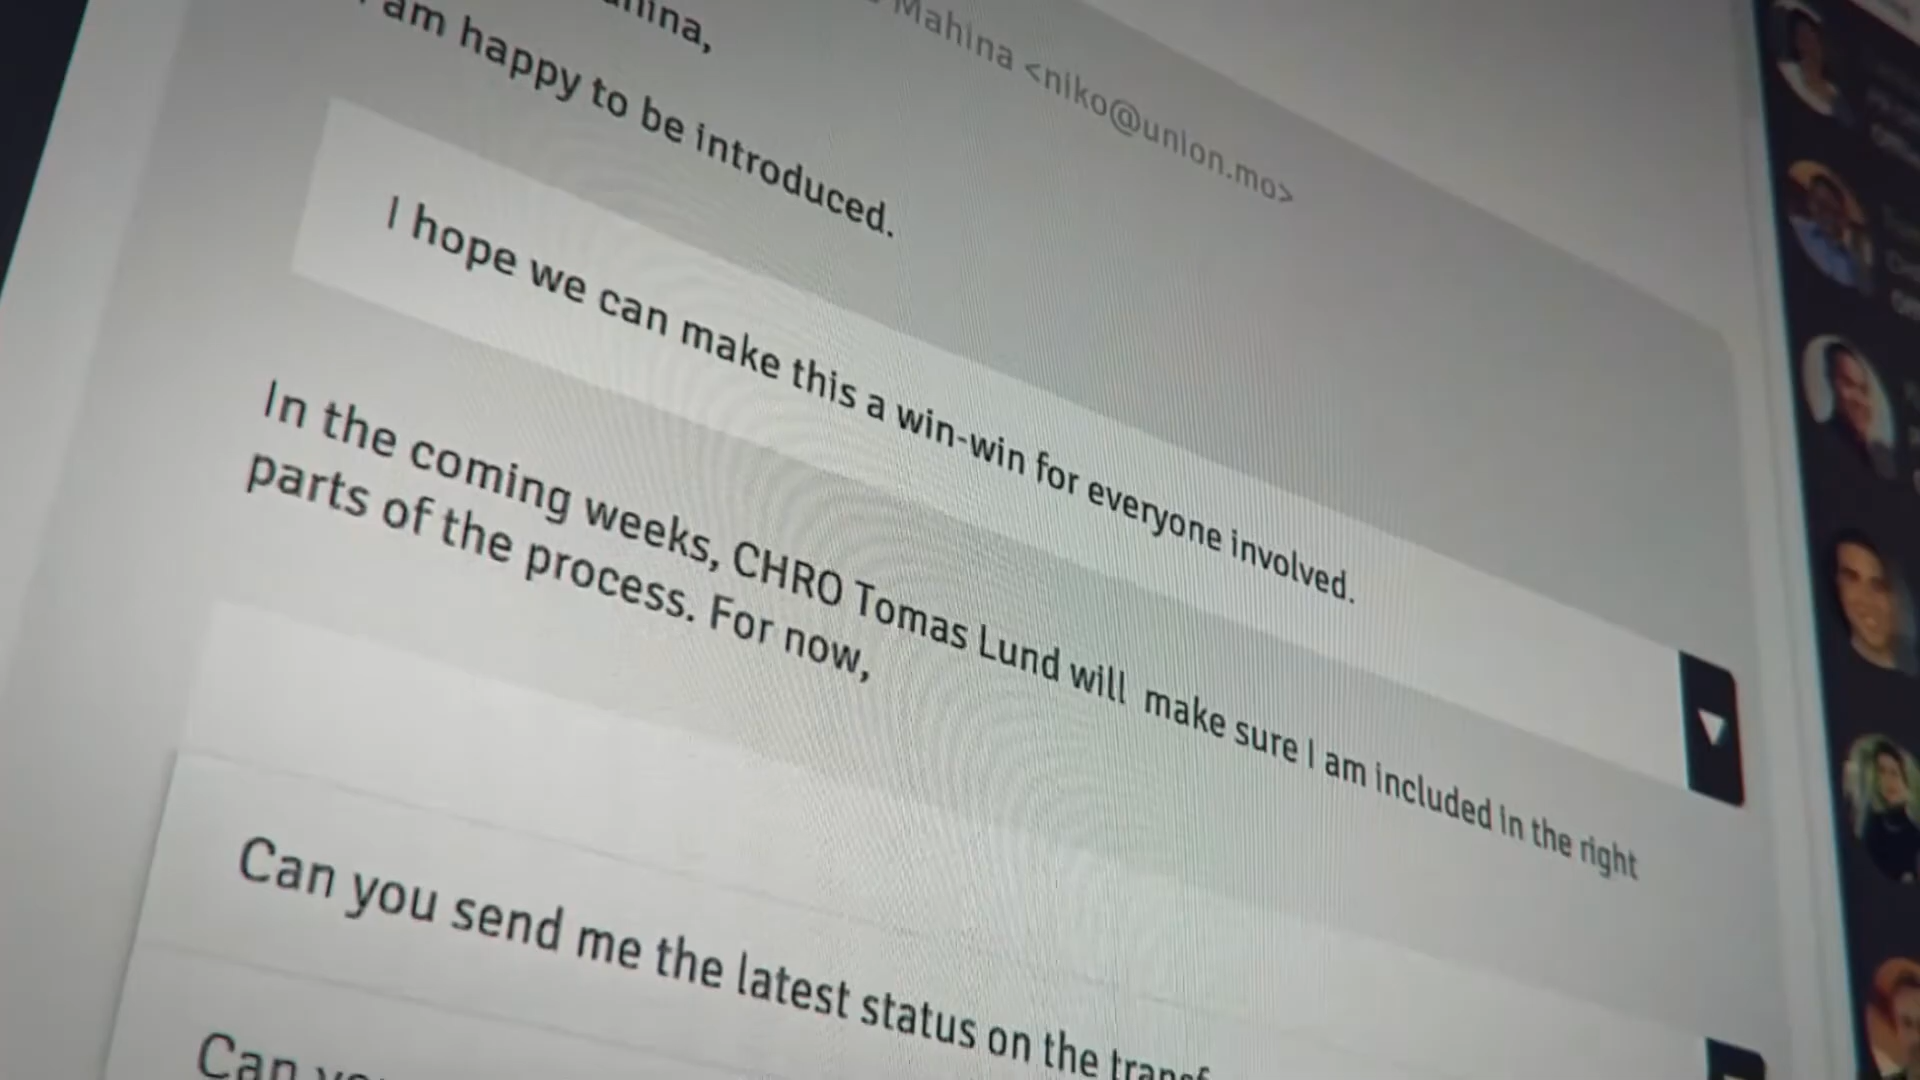 Mahina <niko@union.mo>
am happy to be introduced.
I hope we can make this a win-win for everyone involved.
In the coming weeks, CHRO Tomas Lund will make sure I am included in the right
parts of the process. For now,
Can you send me the latest status on the
Can